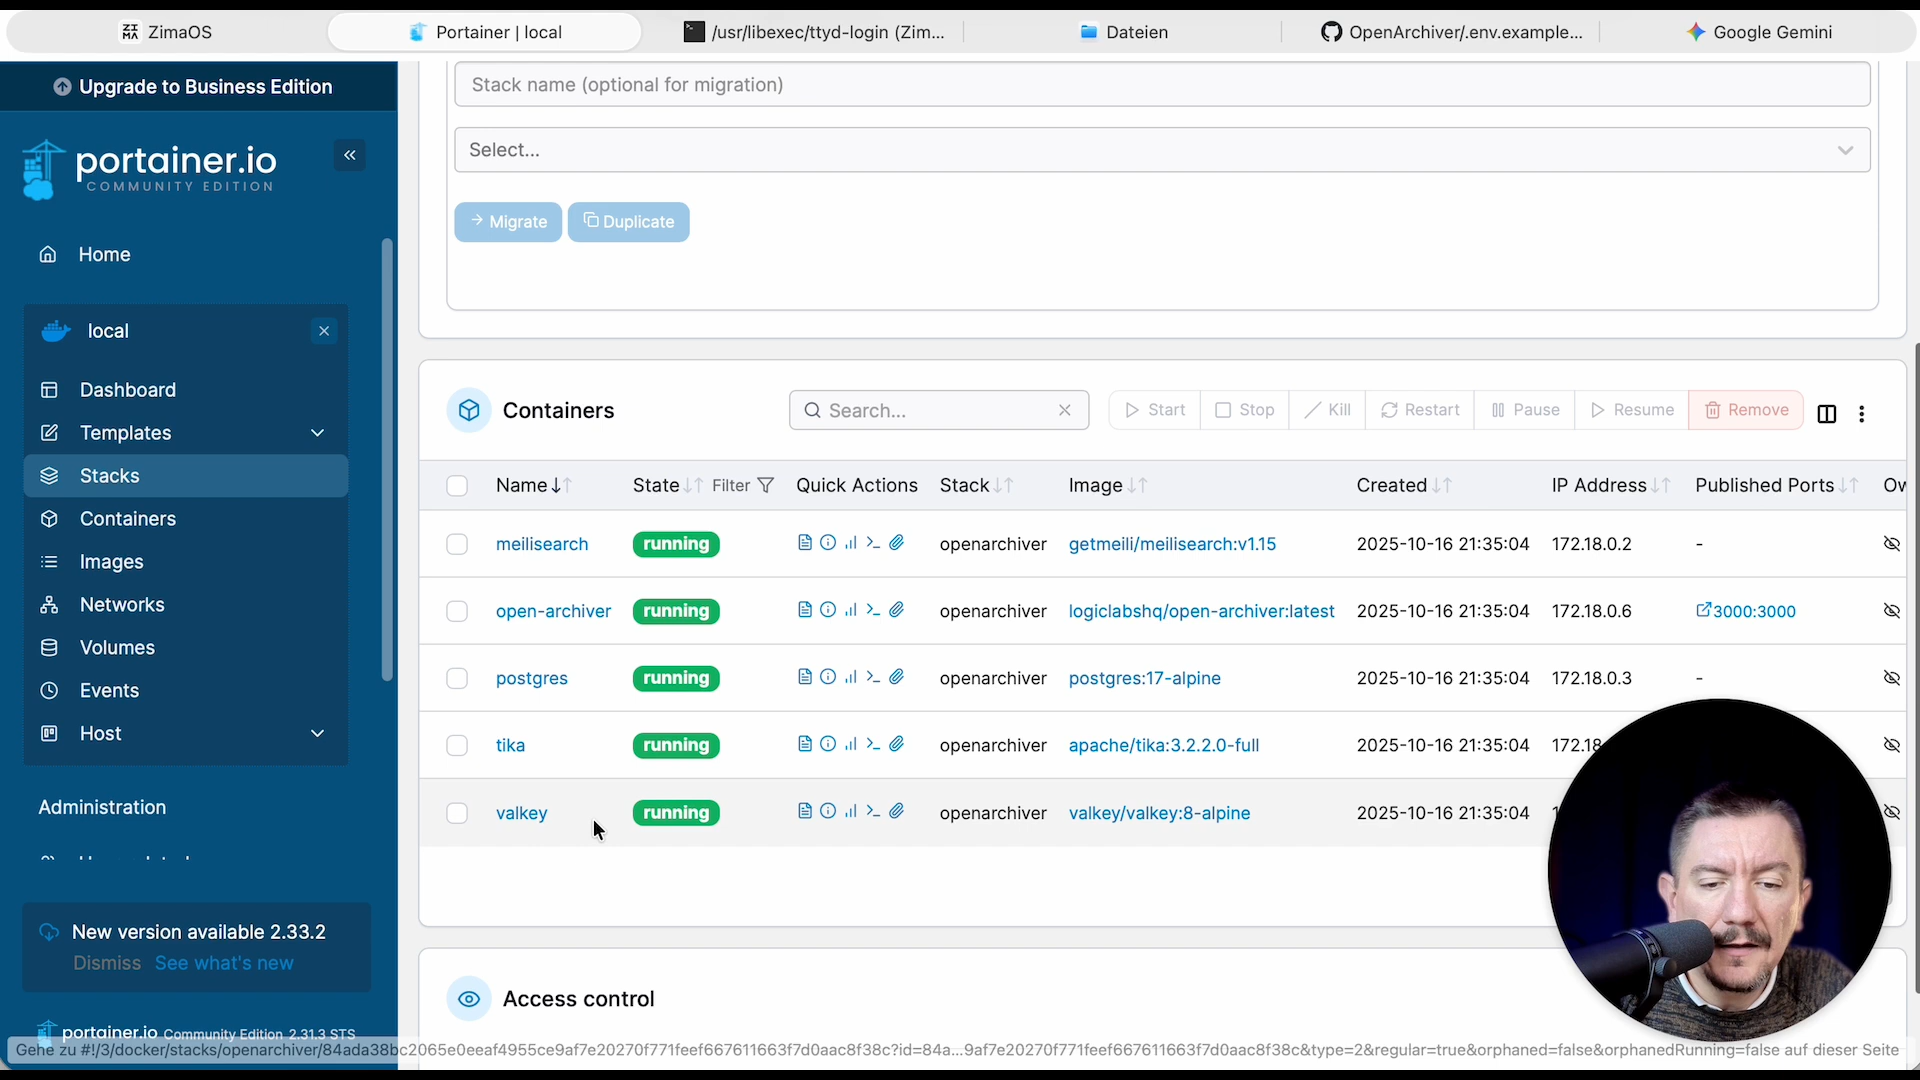 ZimaOS
Portainer | local
/usr/libexec/ttyd-login (Zim...
Dateien
OpenArchiver/.env.example...
Google Gemini
Upgrade to Business Edition
portainer.io
COMMUNITY EDITION
Home
local
Dashboard
Templates
Stacks
Containers
Images
Networks
Volumes
Events
Host
Administration
New version available 2.33.2
Dismiss See what's new
portainer.io Community Edition 2.31.3 STS
Stack name (optional for migration)
Select...
Migrate Duplicate
Containers
Search...
Start Stop Kill Restart Pause Resume Remove
Name State Filter Quick Actions Stack Image Created IP Address Published Ports Ow
meilisearch running openarchiver getmeili/meilisearch:v1.15 2025-10-16 21:35:04 172.18.0.2 -
open-archiver running openarchiver logiclabshq/open-archiver:latest 2025-10-16 21:35:04 172.18.0.6 3000:3000
postgres running openarchiver postgres:17-alpine 2025-10-16 21:35:04 172.18.0.3 -
tika running openarchiver apache/tika:3.2.2.0-full 2025-10-16 21:35:04 172.18
valkey running openarchiver valkey/valkey:8-alpine 2025-10-16 21:35:04 1
Access control
Gehe zu #!/3/docker/stacks/openarchiver/84ada38bc2065e0eeaf4955ce9af7e20270f771feef667611663f7d0aac8f38c?id=84a...9af7e20270f771feef667611663f7d0aac8f38c&type=2&regular=true&orphaned=false&orphanedRunning=false auf dieser Seite